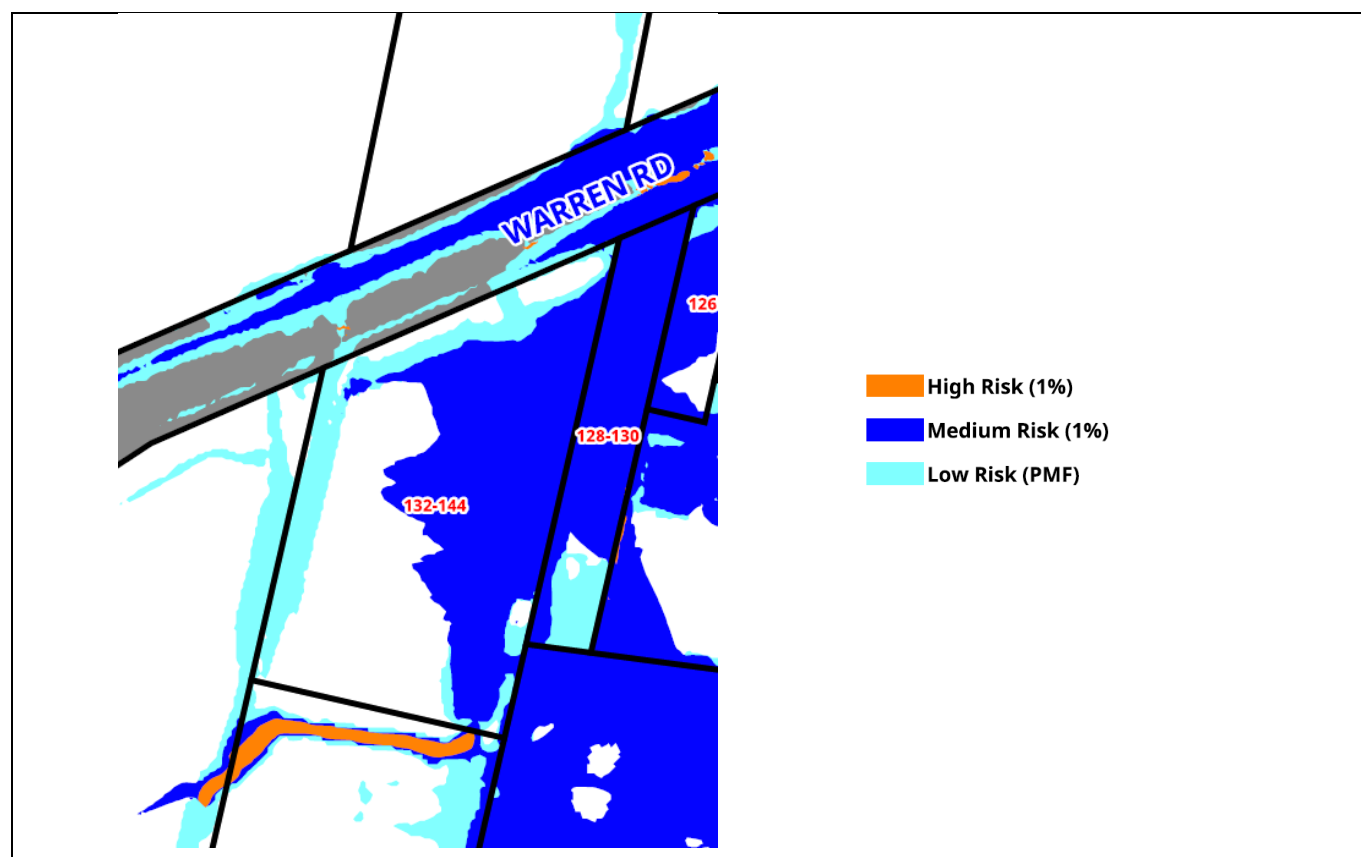 WARREN RD
126
128-130
132-144
High Risk (1%)
Medium Risk (1%)
Low Risk (PMF)